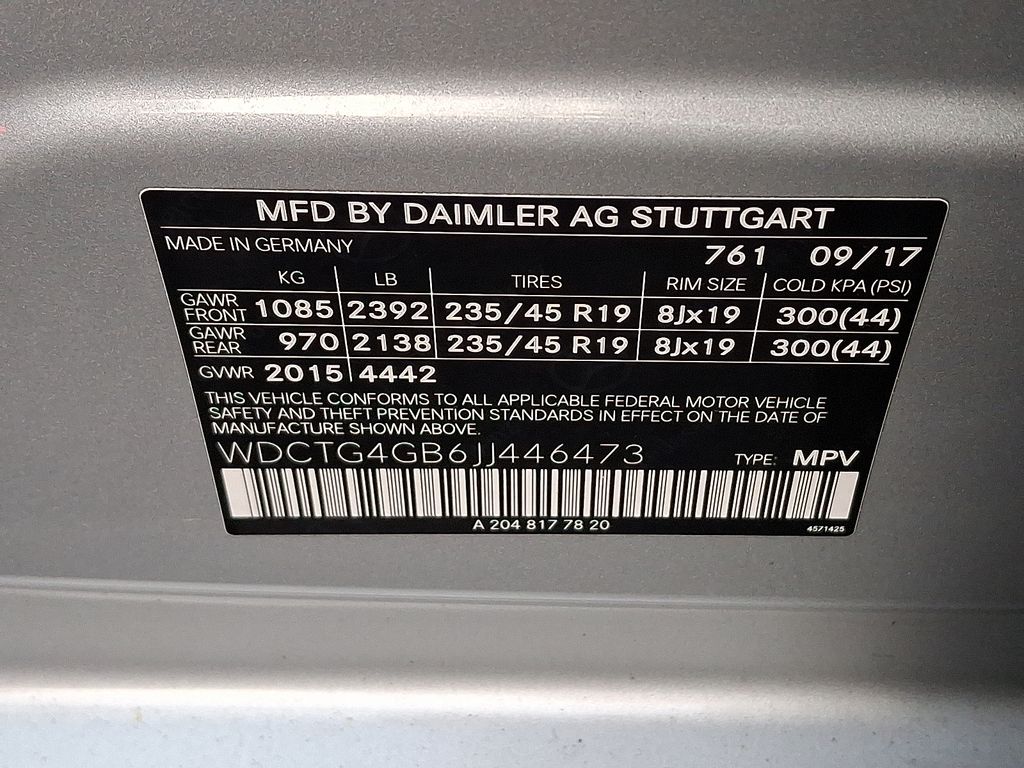 MFD BY DAIMLER AG STUTTGART
MADE IN GERMANY 761 09/17
KG LB TIRES RIM SIZE COLD KPA (PSI)
GAWR FRONT 1085 2392 235/45 R19 8Jx19 300(44)
GAWR REAR 970 2138 235/45 R19 8Jx19 300(44)
GVWR 2015 4442
THIS VEHICLE CONFORMS TO ALL APPLICABLE FEDERAL MOTOR VEHICLE
SAFETY AND THEFT PREVENTION STANDARDS IN EFFECT ON THE DATE OF
MANUFACTURE SHOWN ABOVE.
WDCTG4GB6JJ446473 TYPE: MPV
A 204 817 78 20 4571425